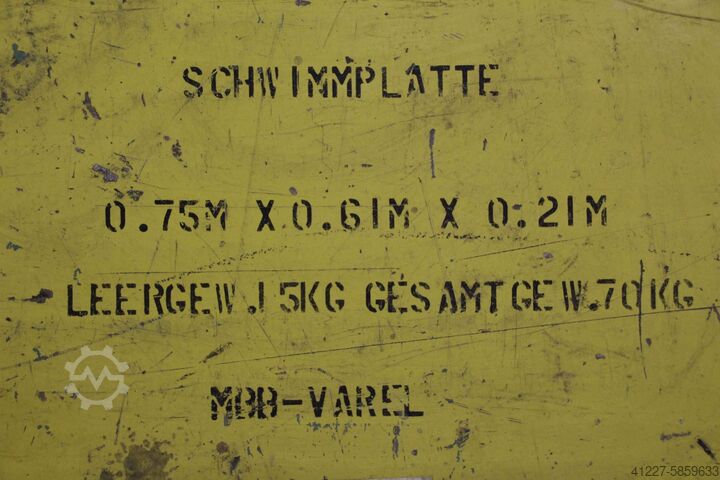 SCHWIMMPLATTE
0.75M X 0.61M X 0.21M
LEERGEW.15KG GESAMTGEW.70KG
MBB-VAREL
41227-5859633